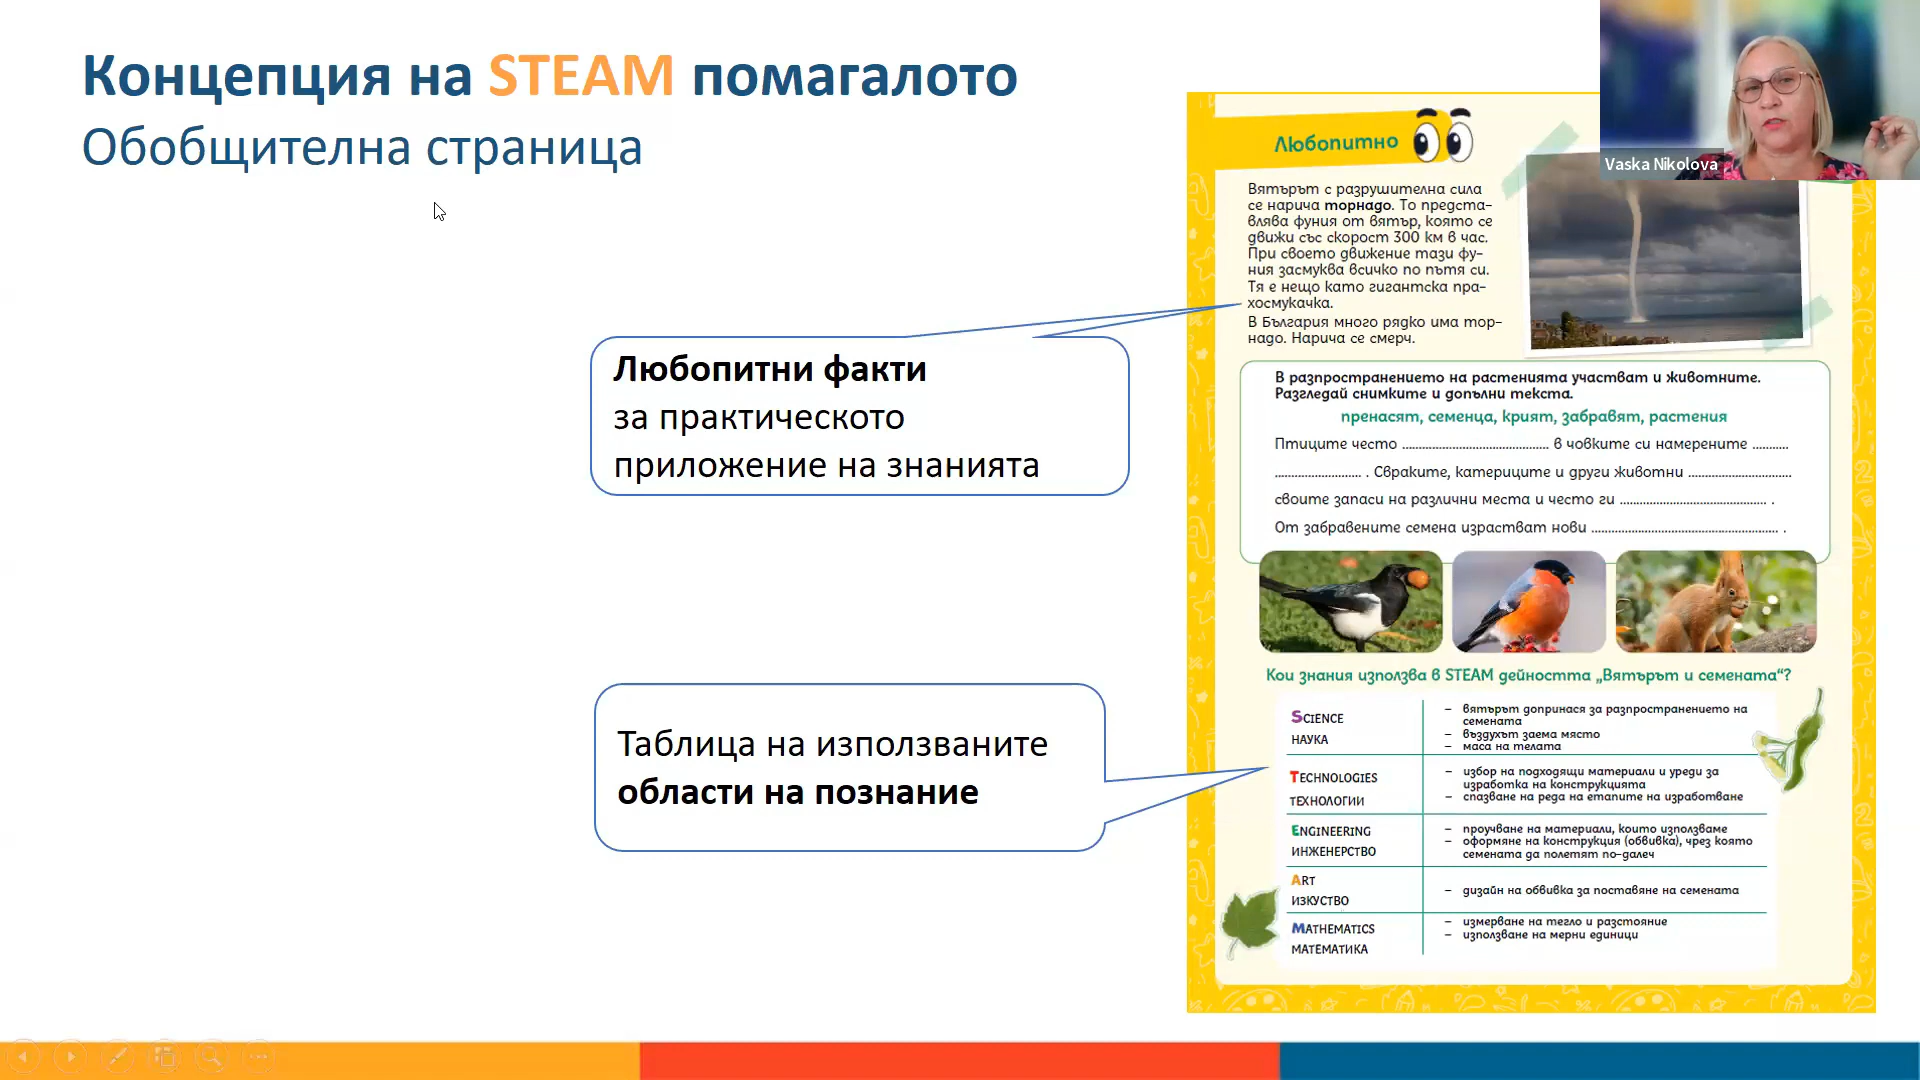 Концепция на STEAM помагалото
Обобщителна страница
Vaska Nikolova
Любопитно
Вятърът с разрушителна сила
се нарича торнадо. То предста-
влява фуния от вятър, която се
движи със скорост 300 км в час.
При своето движение тази фу-
ния засмуква всичко по пътя си.
Тя е нещо като гигантска пра-
хосмукачка.
В България много рядко има тор-
надо. Нарича се смерч.
Любопитни факти
за практическото
приложение на знанията
В разпространението на растенията участват и животните.
Разгледай снимките и допълни текста.
пренасят, семенца, крият, забравят, растения
Птиците често ............................................ в човките си намерените ...........
.......................... . Свраките, катериците и други животни ...............................
своите запаси на различни места и често ги ............................................ .
От забравените семена израстват нови ......................................................... .
Кои знания използва в STEAM дейността „Вятърът и семената“?
Таблица на използваните
области на познание
SCIENCE
НАУКА
– вятърът допринася за разпространението на
семената
– въздухът заема място
– маса на телата
TECHNOLOGIES
ТЕХНОЛОГИИ
– избор на подходящи материали и уреди за
изработка на конструкцията
– спазване на реда на етапите на изработване
ENGINEERING
ИНЖЕНЕРСТВО
– проучване на материали, които използваме
– оформяне на конструкция (обвивка), чрез която
семената да полетят по-далеч
ART
ИЗКУСТВО
– дизайн на обвивка за поставяне на семената
MATHEMATICS
МАТЕМАТИКА
– измерване на тегло и разстояние
– използване на мерни единици